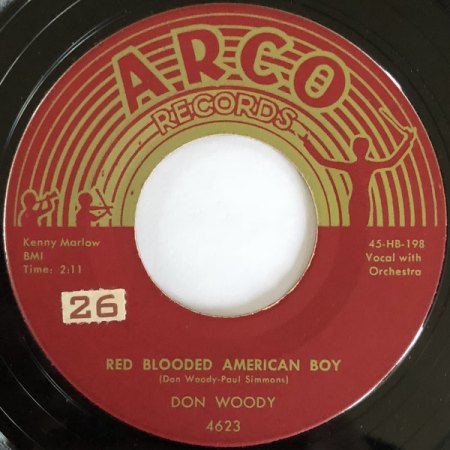 ARCO
RECORDS
Kenny Marlow
BMI
Time: 2:11
45-HB-198
Vocal with
Orchestra
26
RED BLOODED AMERICAN BOY
(Don Woody-Paul Simmons)
DON WOODY
4623